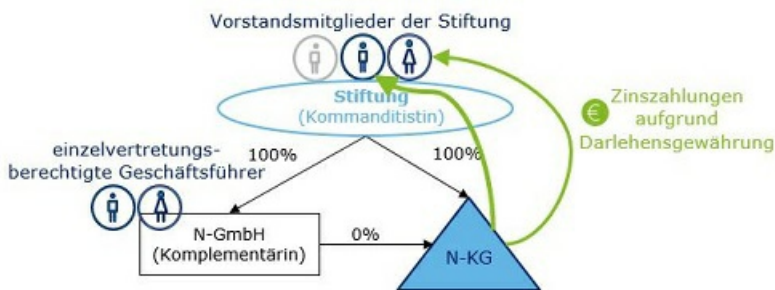 Vorstandsmitglieder der Stiftung
Stiftung
(Kommanditistin)
€ Zinszahlungen
aufgrund
Darlehensgewährung
einzelvertretungs-
berechtigte Geschäftsführer
100%
100%
N-GmbH
(Komplementärin)
0%
N-KG